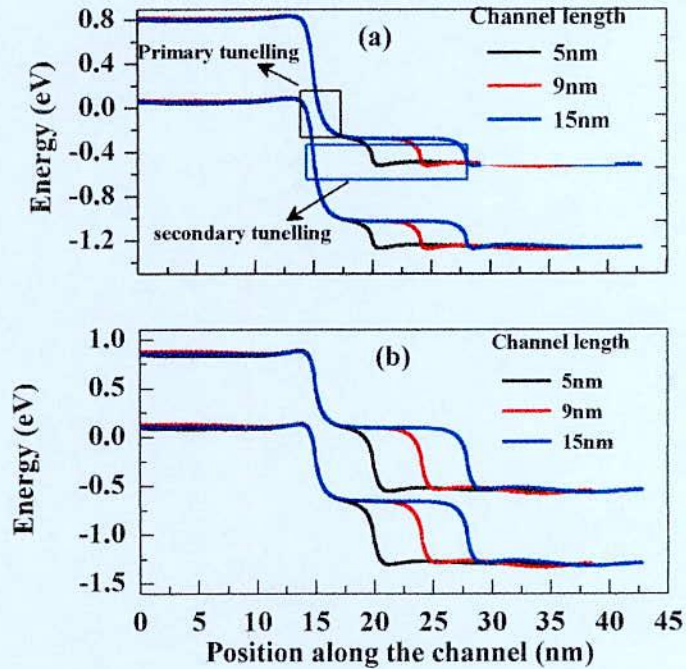 (a)
Channel length
5nm
9nm
15nm
Primary tunelling
secondary tunelling
Energy (eV)
0.8
0.4
0.0
-0.4
-0.8
-1.2
(b)
Channel length
5nm
9nm
15nm
Energy (eV)
1.0
0.5
0.0
-0.5
-1.0
-1.5
0 5 10 15 20 25 30 35 40 45
Position along the channel (nm)